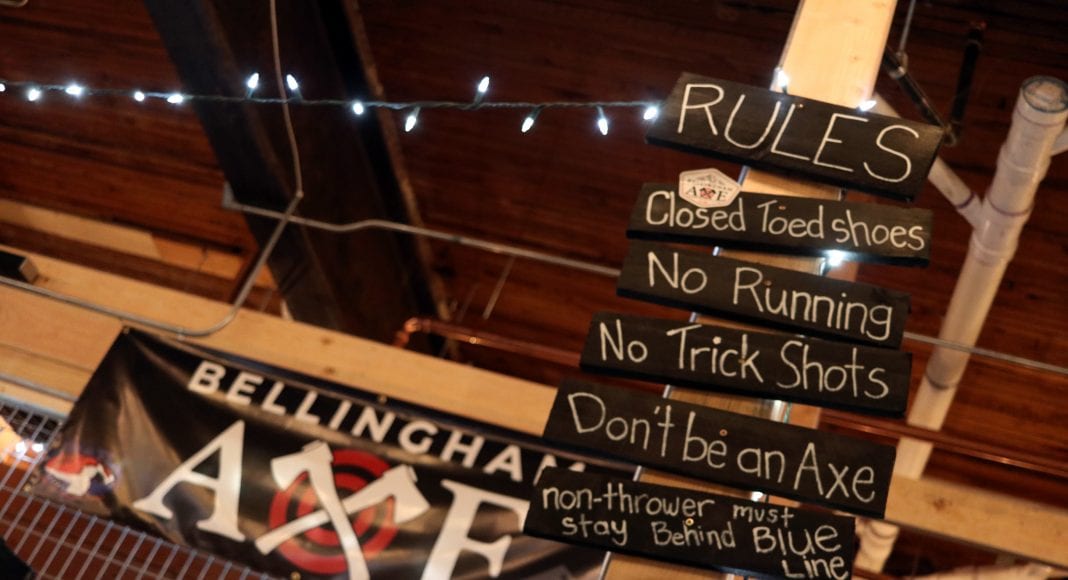 RULES
AXE
Closed Toed shoes
No Running
No Trick Shots
Don't be an Axe
non-thrower must
stay Behind Blue
Line
BELLINGHAM
AXE